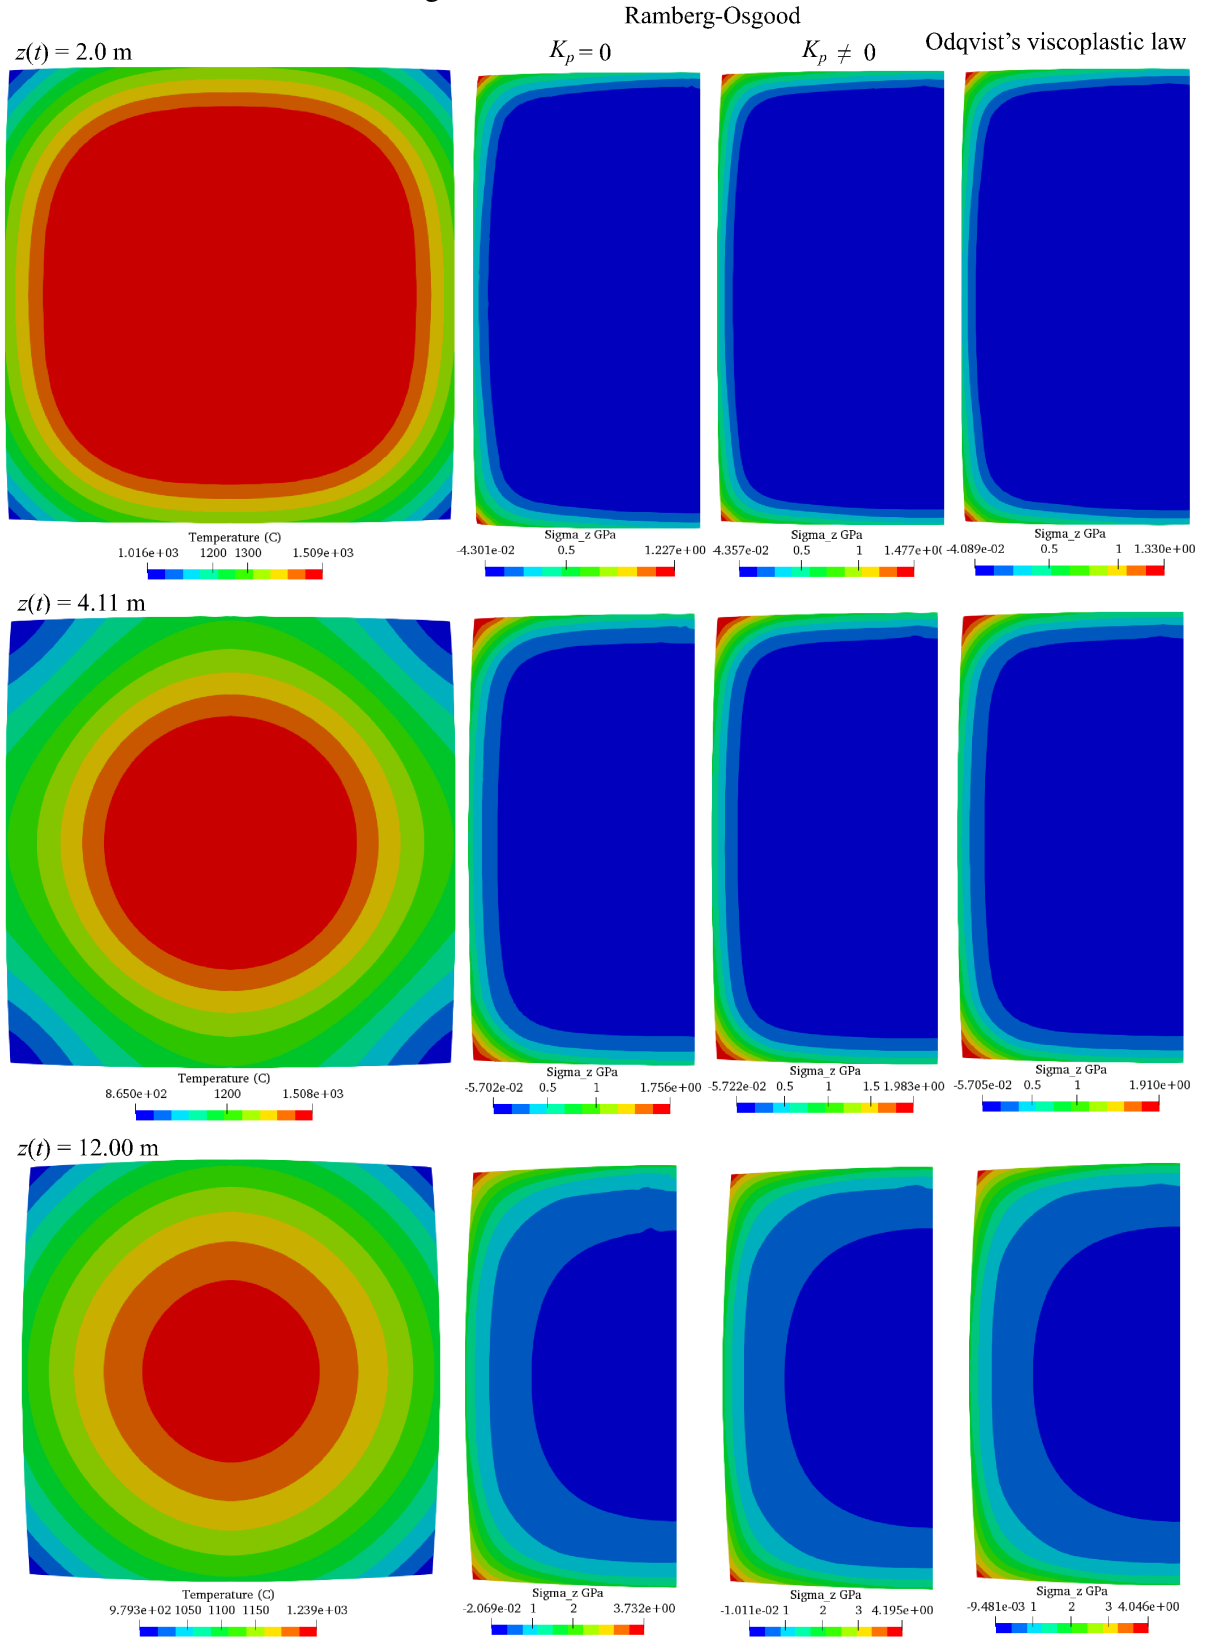 Ramberg-Osgood
z(t) = 2.0 m
K_p = 0
K_p ≠ 0
Odqvist's viscoplastic law
Temperature (C)
1.016e+03 1200 1300 1.509e+03
Sigma_z GPa
-4.301e-02 0.5 1.227e+00
Sigma_z GPa
-4.357e-02 0.5 1 1.477e+0
Sigma_z GPa
-4.089e-02 0.5 1 1.330e+00
z(t) = 4.11 m
Temperature (C)
8.650e+02 1200 1.508e+03
Sigma_z GPa
-5.702e-02 0.5 1 1.756e+00
Sigma_z GPa
-5.722e-02 0.5 1 1.5 1.983e+00
Sigma_z GPa
-5.705e-02 0.5 1 1.910e+00
z(t) = 12.00 m
Temperature (C)
9.793e+02 1050 1100 1150 1.239e+03
Sigma_z GPa
-2.069e-02 1 2 3.732e+00
Sigma_z GPa
-1.011e-02 1 2 3 4.195e+00
Sigma_z GPa
-9.481e-03 1 2 3 4.046e+00